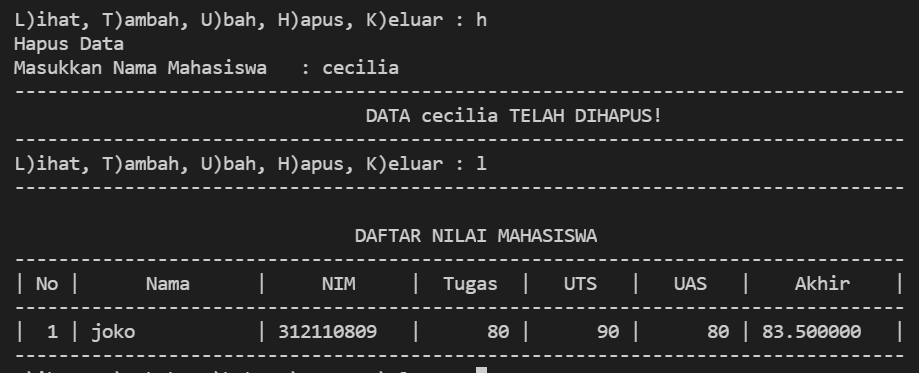 L)ihat, T)ambah, U)bah, H)apus, K)eluar : h
Hapus Data
Masukkan Nama Mahasiswa   : cecilia
--------------------------------------------------------------------------------
DATA cecilia TELAH DIHAPUS!
--------------------------------------------------------------------------------
L)ihat, T)ambah, U)bah, H)apus, K)eluar : l
--------------------------------------------------------------------------------
DAFTAR NILAI MAHASISWA
--------------------------------------------------------------------------------
| No |      Nama      |     NIM     |  Tugas  |   UTS   |   UAS   |    Akhir    |
--------------------------------------------------------------------------------
|  1 | joko           | 312110809   |      80 |      90 |      80 | 83.500000   |
--------------------------------------------------------------------------------